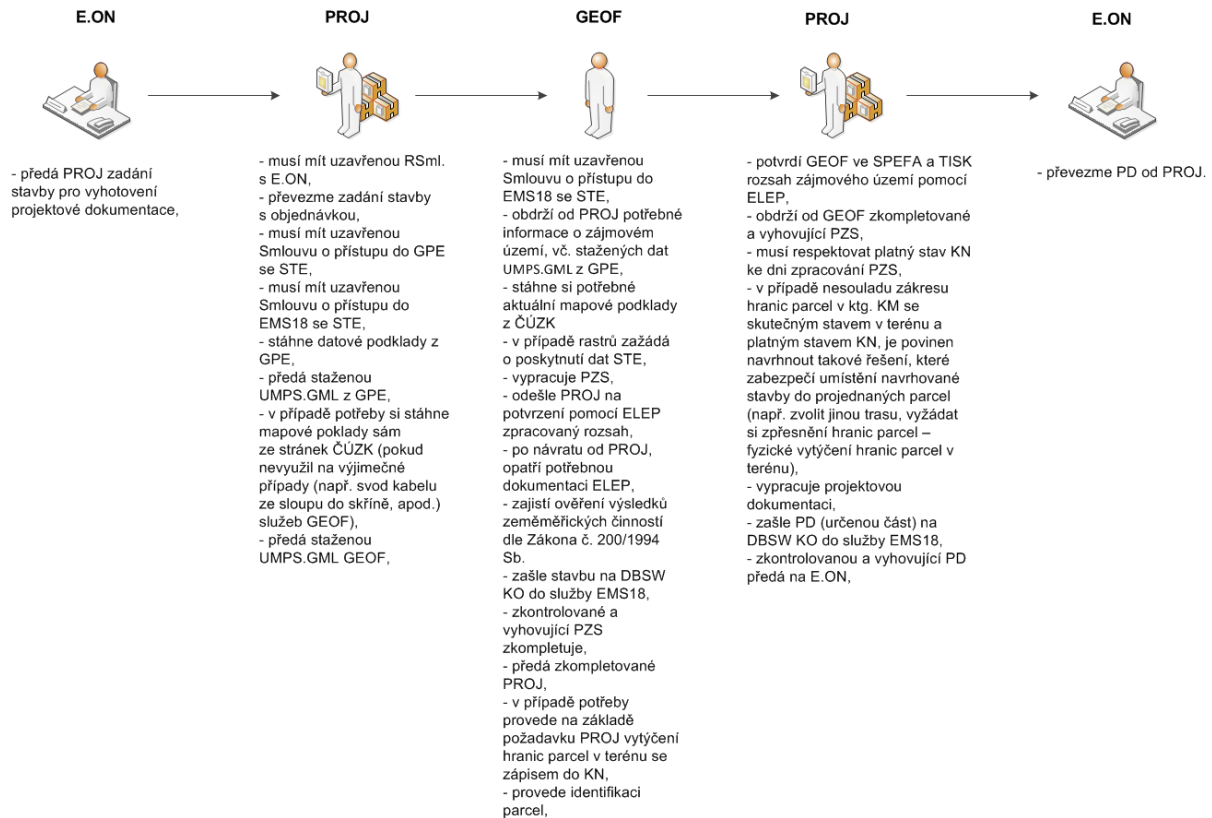 E.ON
PROJ
GEOF
PROJ
E.ON
- předá PROJ zadání
stavby pro vyhotovení
projektové dokumentace,
- musí mít uzavřenou RSml.
s E.ON,
- převezme zadání stavby
s objednávkou,
- musí mít uzavřenou
Smlouvu o přístupu do GPE
se STE,
- musí mít uzavřenou
Smlouvu o přístupu do
EMS18 se STE,
- stáhne datové podklady z
GPE,
- předá staženou
UMPS.GML z GPE,
- v případě potřeby si stáhne
mapové poklady sám
ze stránek ČÚZK (pokud
nevyužil na výjimečné
případy (např. svod kabelu
ze sloupu do skříně, apod.)
služeb GEOF),
- předá staženou
UMPS.GML GEOF,
- musí mít uzavřenou
Smlouvu o přístupu do
EMS18 se STE,
- obdrží od PROJ potřebné
informace o zájmovém
území, vč. stažených dat
UMPS.GML z GPE,
- stáhne si potřebné
aktuální mapové podklady
z ČÚZK
- v případě rastrů zažádá
o poskytnutí dat STE,
- vypracuje PZS,
- odešle PROJ na
potvrzení pomocí ELEP
zpracovaný rozsah,
- po návratu od PROJ,
opatří potřebnou
dokumentaci ELEP,
- zajistí ověření výsledků
zeměměřických činností
dle Zákona č. 200/1994
Sb.
- zašle stavbu na DBSW
KO do služby EMS18,
- zkontrolované a
vyhovující PZS
zkompletuje,
- předá zkompletované
PROJ,
- v případě potřeby
provede na základě
požadavku PROJ vytýčení
hranic parcel v terénu se
zápisem do KN,
- provede identifikaci
parcel,
- potvrdí GEOF ve SPEFA a TISK
rozsah zájmového území pomocí
ELEP,
- obdrží od GEOF zkompletované
a vyhovující PZS,
- musí respektovat platný stav KN
ke dni zpracování PZS,
- v případě nesouladu zákresu
hranic parcel v ktg. KM se
skutečným stavem v terénu a
platným stavem KN, je povinen
navrhnout takové řešení, které
zabezpečí umístění navrhované
stavby do projednaných parcel
(např. zvolit jinou trasu, vyžádat
si zpřesnění hranic parcel –
fyzické vytýčení hranic parcel v
terénu),
- vypracuje projektovou
dokumentaci,
- zašle PD (určenou část) na
DBSW KO do služby EMS18,
- zkontrolovanou a vyhovující PD
předá na E.ON,
- převezme PD od PROJ.